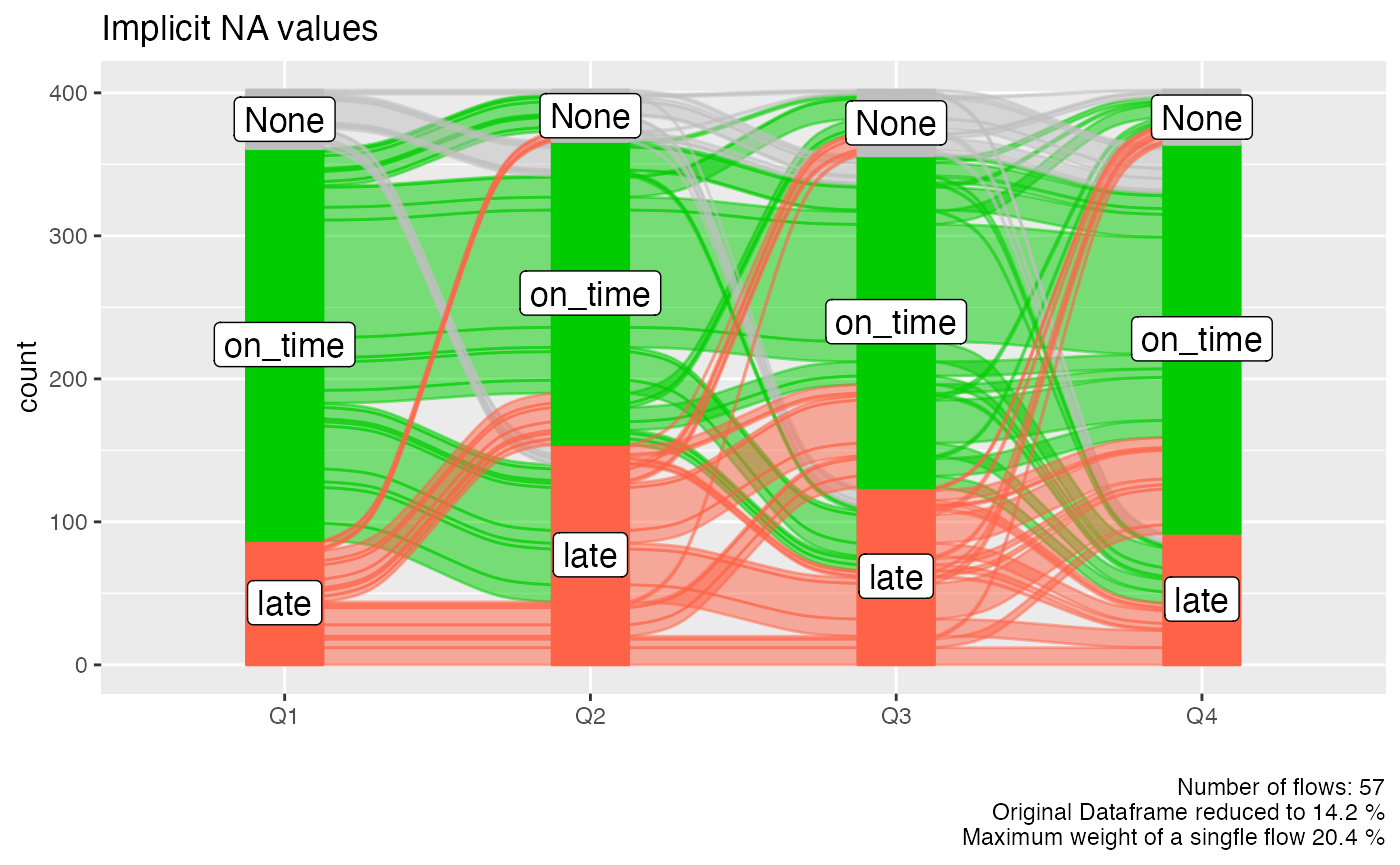 Implicit NA values
count
400
300
200
100
0
None
on_time
late
None
on_time
late
None
on_time
late
None
on_time
late
Q1
Q2
Q3
Q4
Number of flows: 57
Original Dataframe reduced to 14.2 %
Maximum weight of a singfle flow 20.4 %